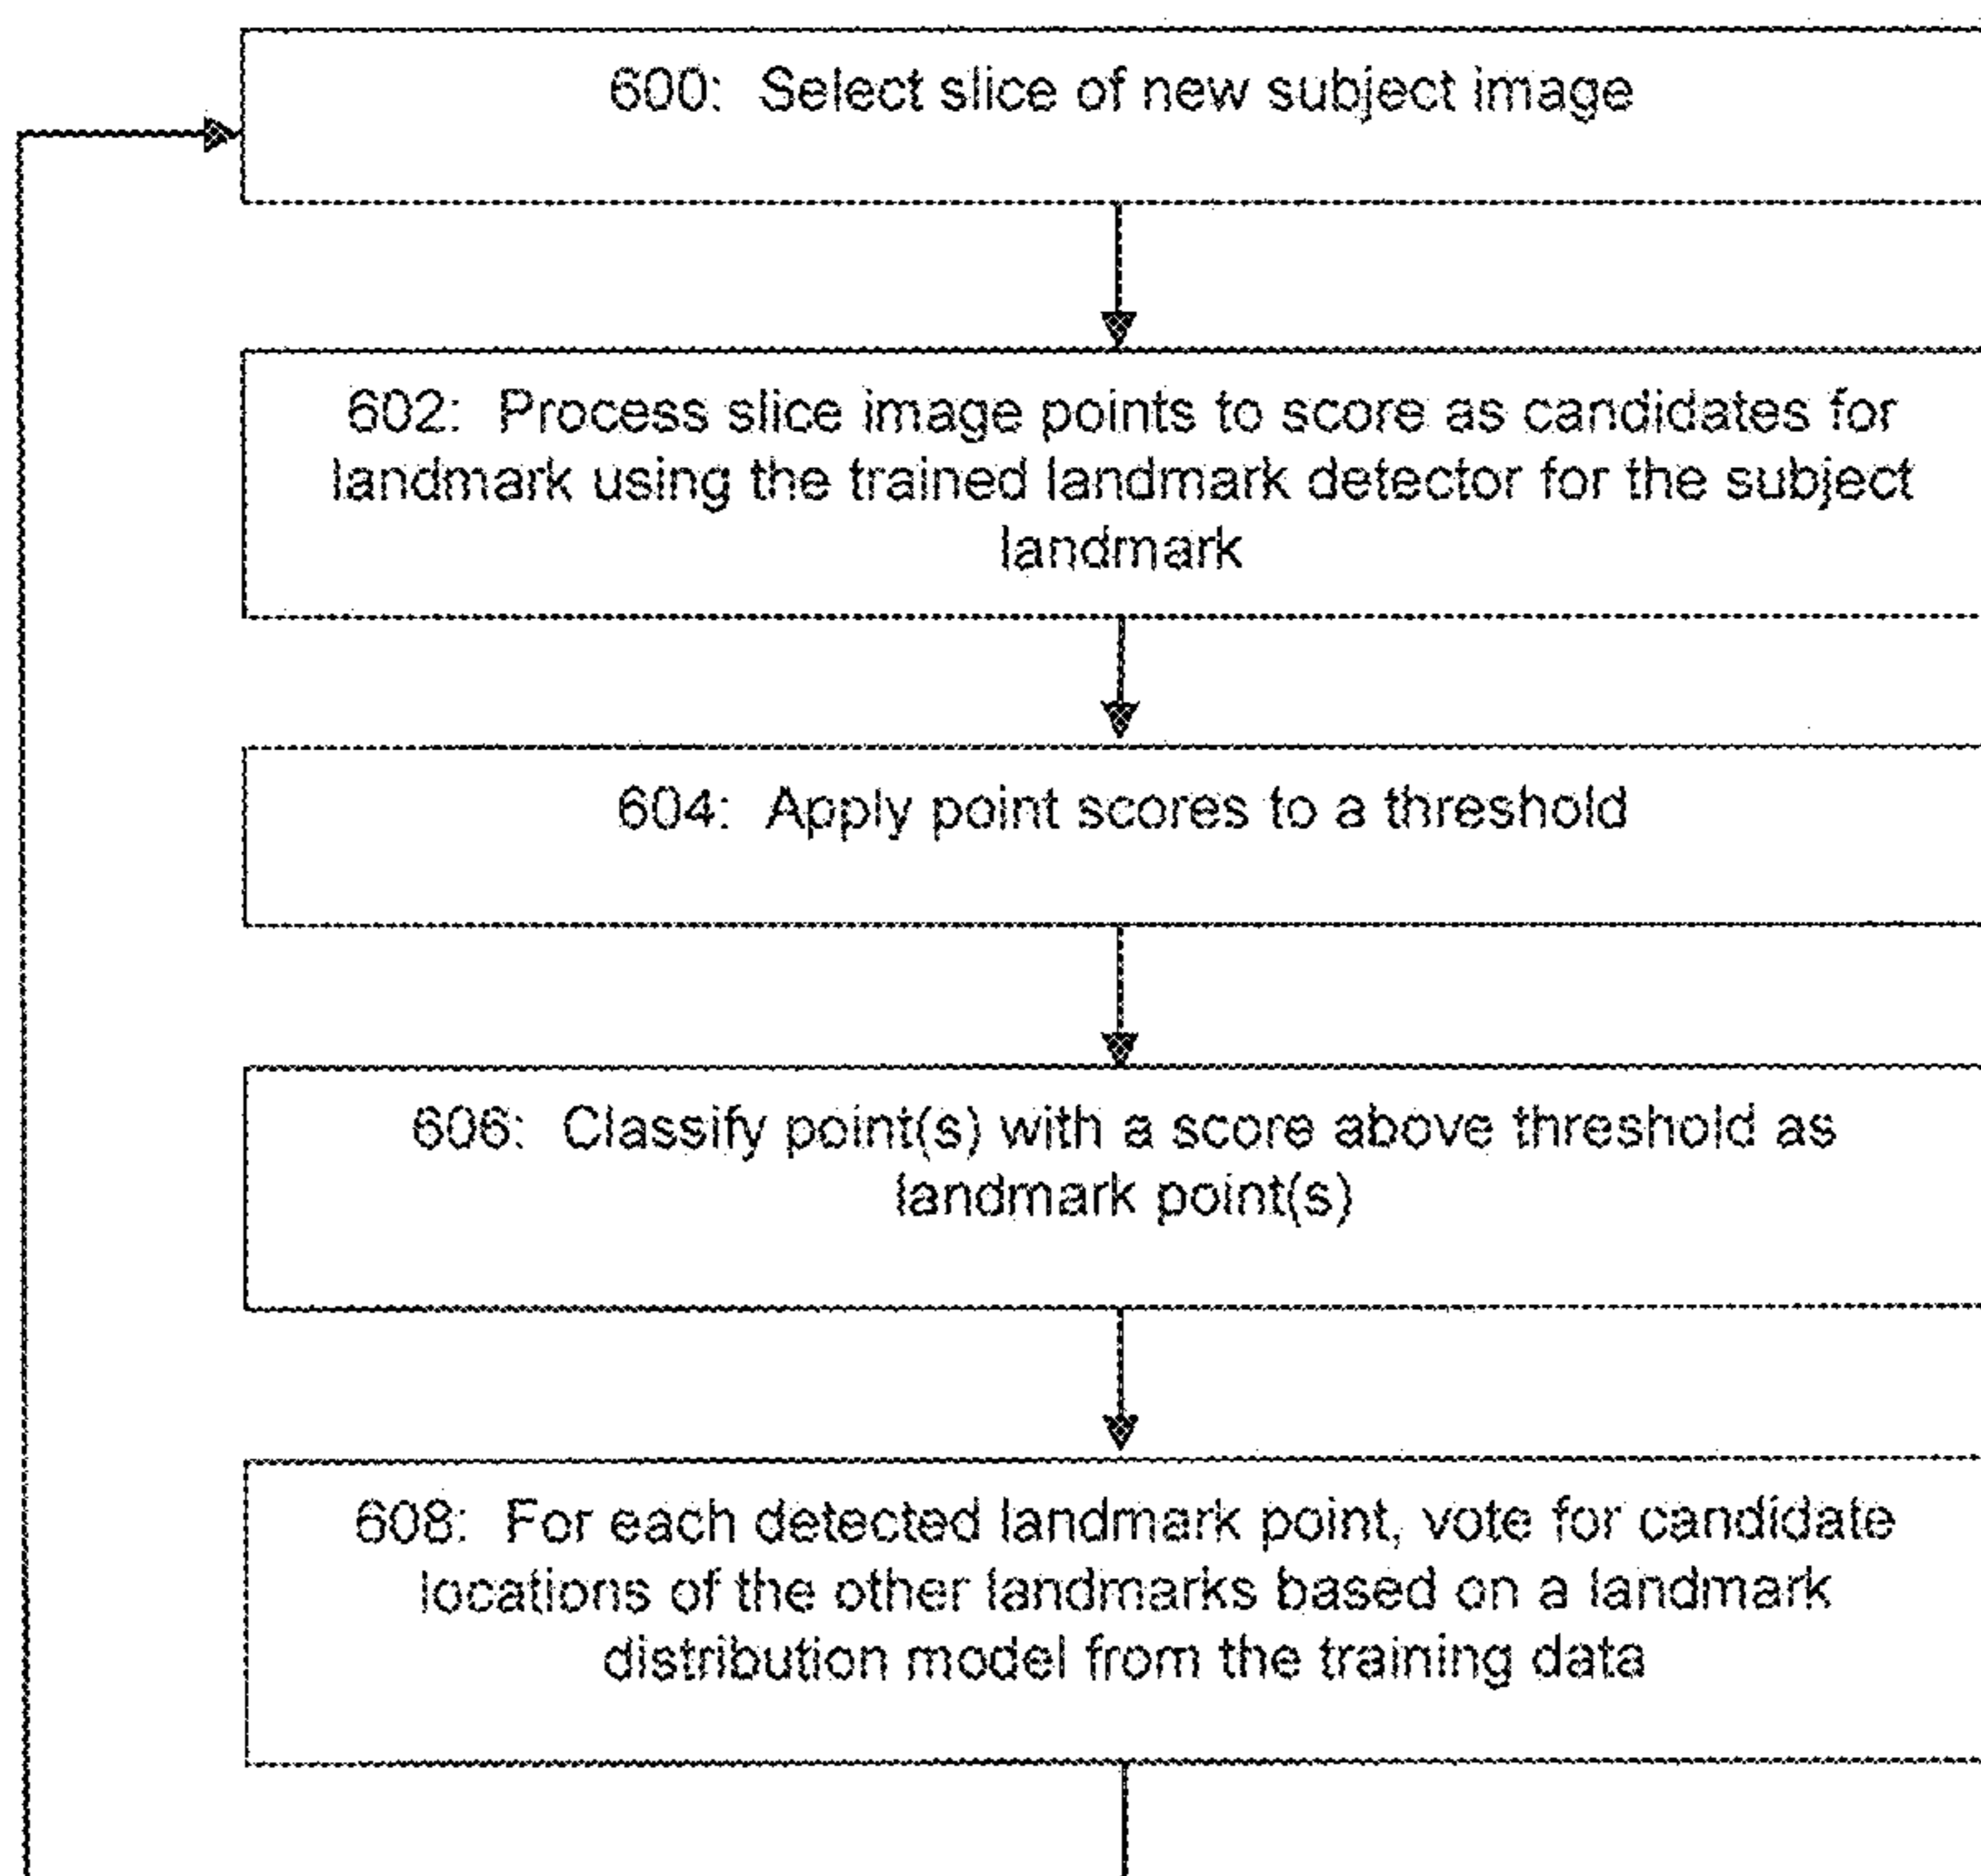 600: Select slice of new subject image
602: Process slice image points to score as candidates for
landmark using the trained landmark detector for the subject
landmark
604: Apply point scores to a threshold
606: Classify point(s) with a score above threshold as
landmark point(s)
608: For each detected landmark point, vote for candidate
locations of the other landmarks based on a landmark
distribution model from the training data